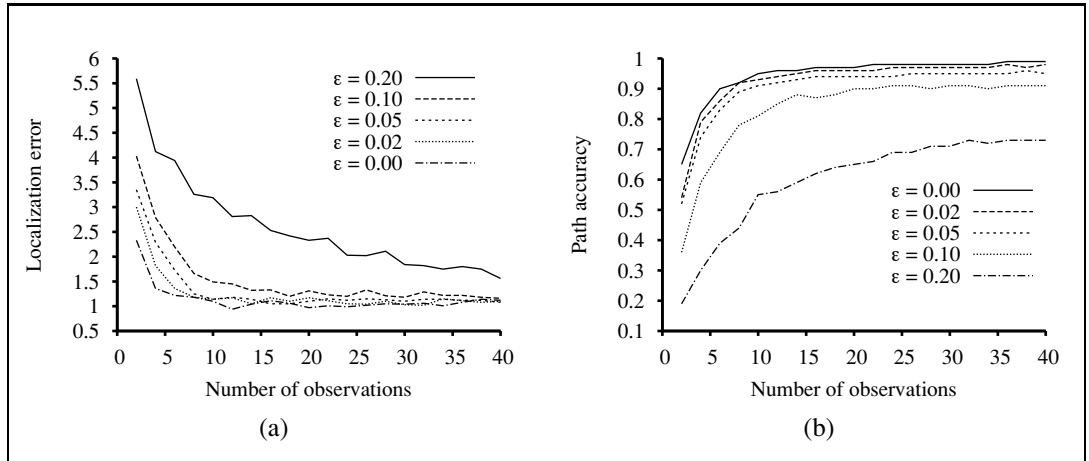 6
5.5
5
4.5
4
3.5
3
2.5
2
1.5
1
0.5
Localization error
ε = 0.20
ε = 0.10
ε = 0.05
ε = 0.02
ε = 0.00
0 5 10 15 20 25 30 35 40
Number of observations
(a)
1
0.9
0.8
0.7
0.6
0.5
0.4
0.3
0.2
0.1
Path accuracy
ε = 0.00
ε = 0.02
ε = 0.05
ε = 0.10
ε = 0.20
0 5 10 15 20 25 30 35 40
Number of observations
(b)